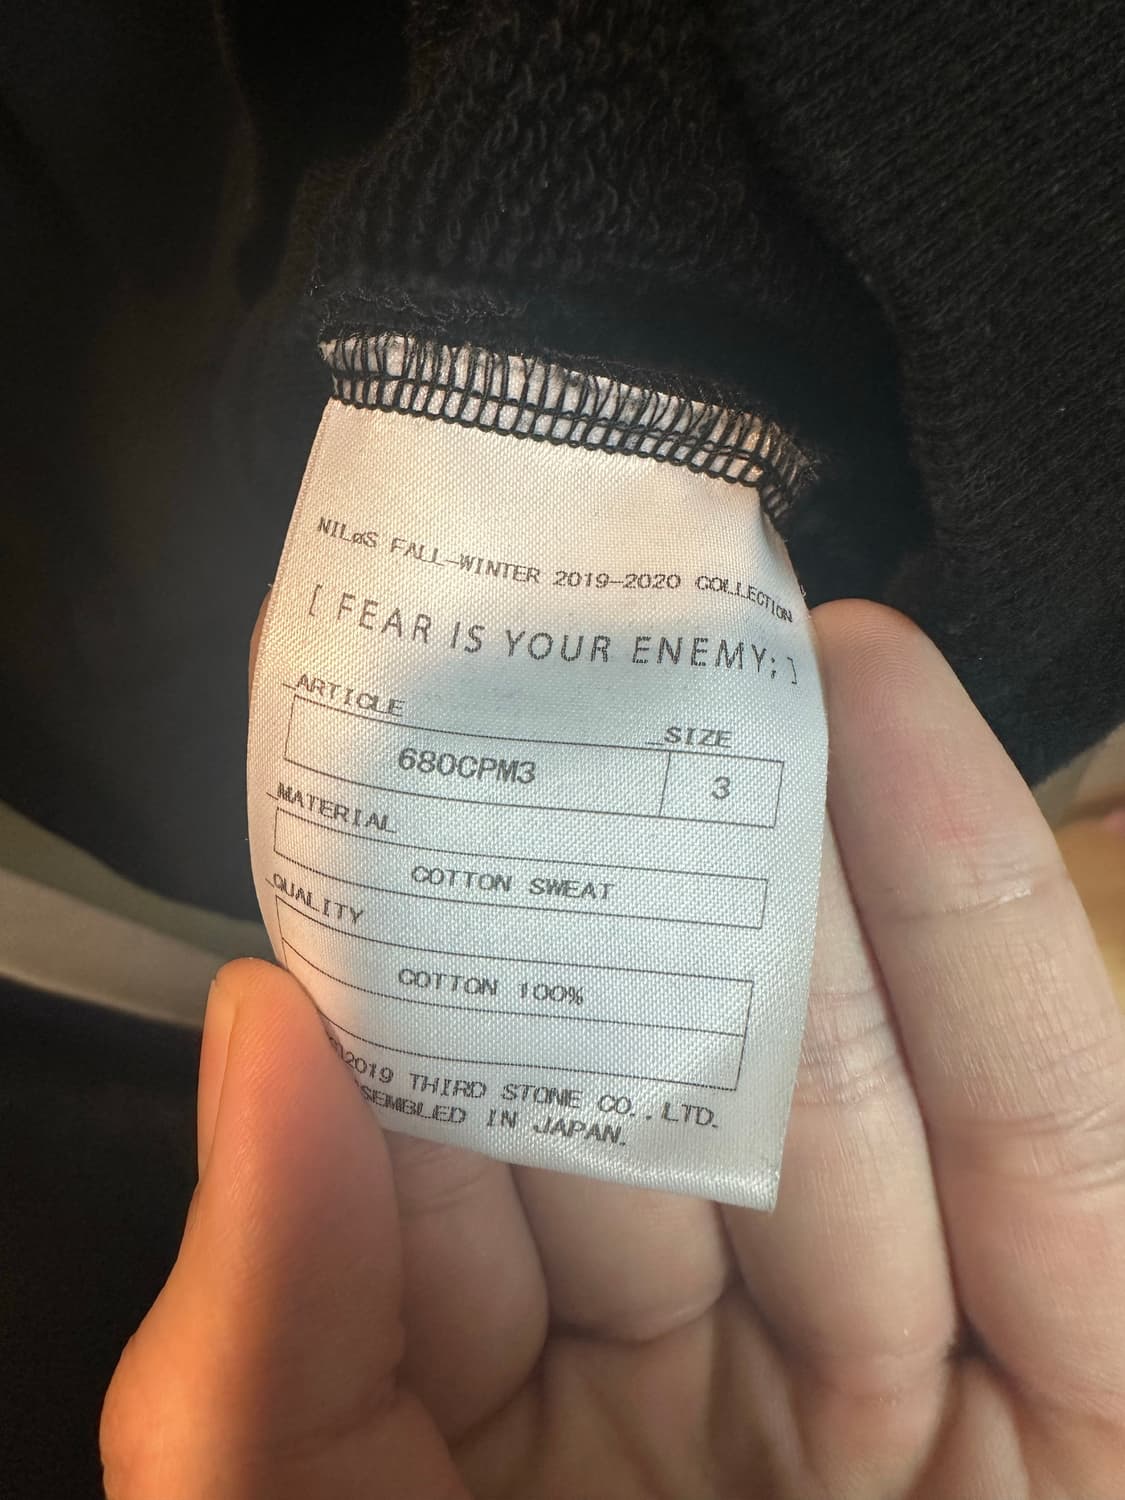 NILøS FALL-WINTER 2019-2020 COLLECTION
[ FEAR IS YOUR ENEMY; ]
_ARTICLE
_SIZE
680CPM3
3
_MATERIAL
COTTON SWEAT
_QUALITY
COTTON 100%
2019 THIRD STONE CO.,LTD.
SEMBLED IN JAPAN.